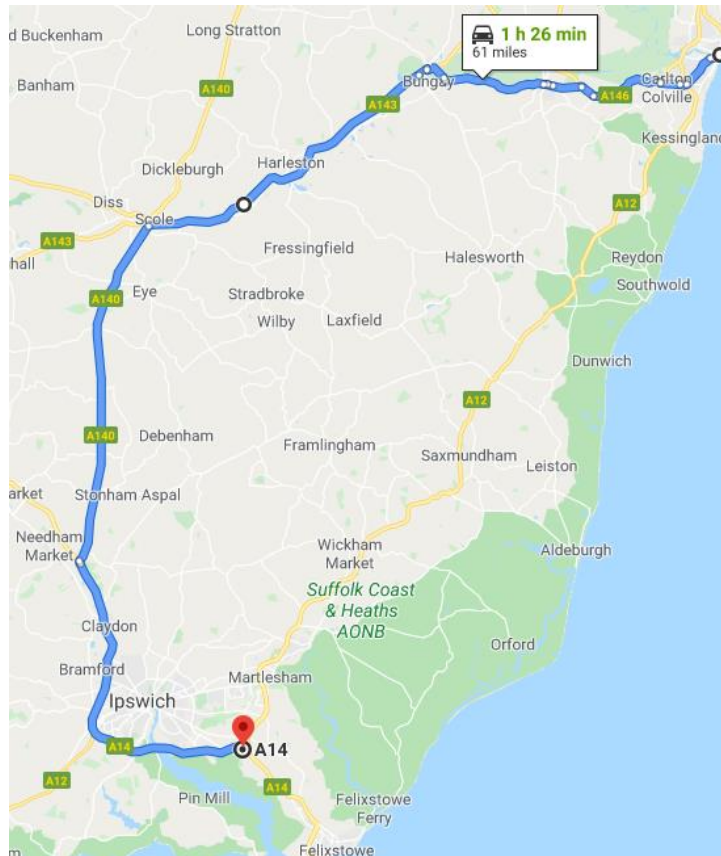 d Buckenham
Long Stratton
1 h 26 min
61 miles
Banham
A140
Bungay
A146
Carlton
Colville
A143
Kessingland
Dickleburgh
Harleston
Diss
Scole
A12
A143
hall
Fressingfield
Halesworth
Reydon
Southwold
A140
Eye
Stradbroke
Wilby
Laxfield
Dunwich
A12
A140
Debenham
Framlingham
Saxmundham
Leiston
arket
Stonham Aspal
Needham
Market
Wickham
Market
Aldeburgh
Suffolk Coast
& Heaths
AONB
Claydon
Orford
Bramford
Martlesham
Ipswich
A14
A14
A12
A14
Pin Mill
Felixstowe
Ferry
Felixstowe